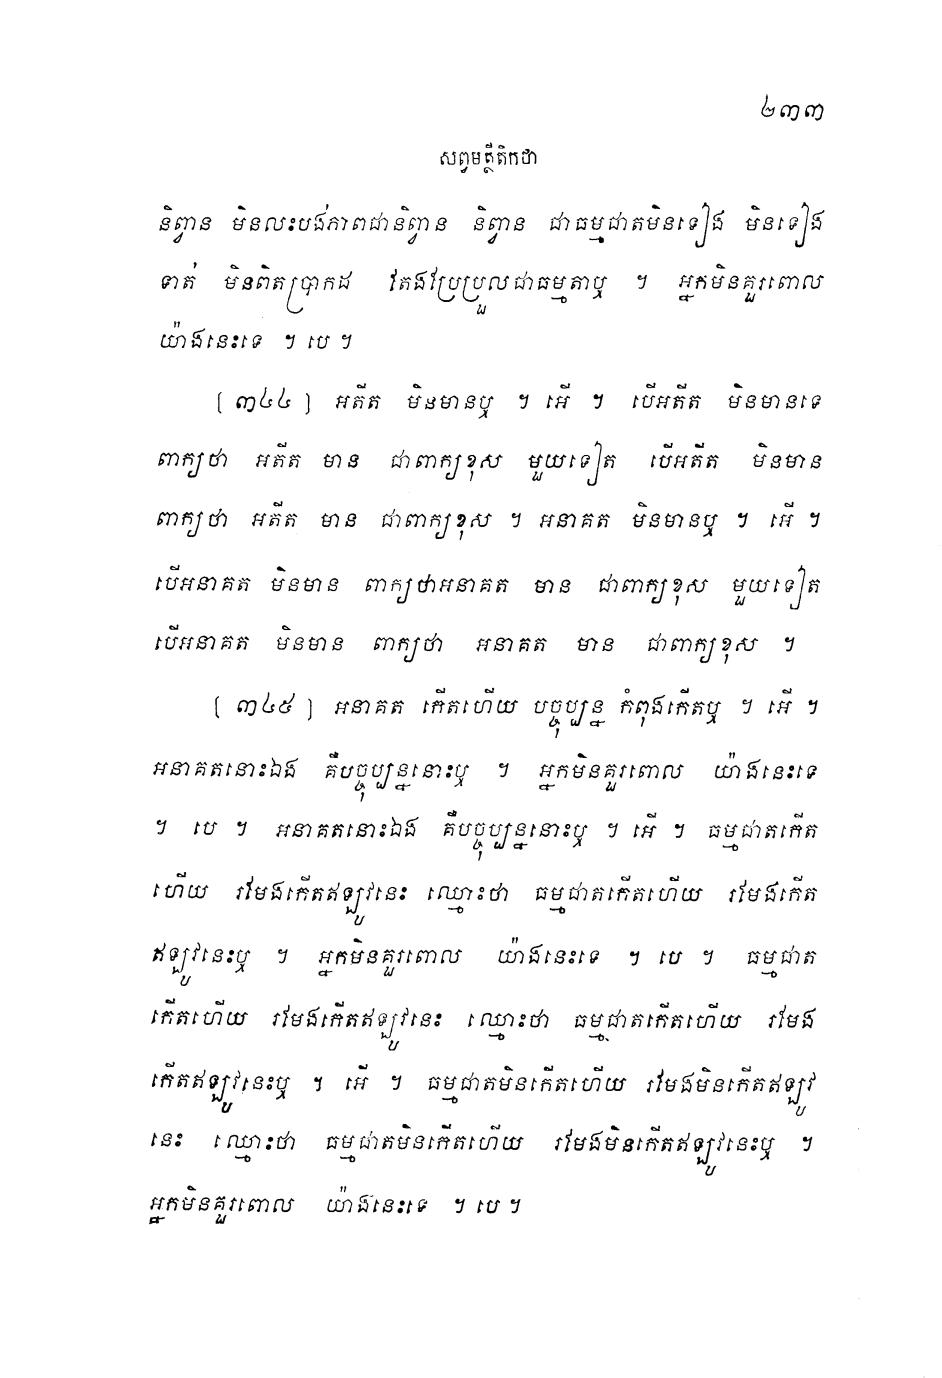 ២៣៣
សព្វមត្ថីតិកថា
និព្វាន មិនលះបង់ភាពជានិព្វាន និព្វាន ជាធម្មជាតមិនទៀង មិនទៀង
ទាត់ មិនពិតប្រាកដ តែងប្រែប្រួលជាធម្មតាឬ ។ អ្នកមិនគួរពោល
យ៉ាងនេះទេ ។ បេ ។
[ ៣៤៤ ] អតីត មិនមានឬ ។ អើ ។ បើអតីត មិនមានទេ
ពាក្យថា អតីត មាន ជាពាក្យខុស មួយទៀត បើអតីត មិនមាន
ពាក្យថា អតីត មាន ជាពាក្យខុស ។ អនាគត មិនមានឬ ។ អើ ។
បើអនាគត មិនមាន ពាក្យថាអនាគត មាន ជាពាក្យខុស មួយទៀត
បើអនាគត មិនមាន ពាក្យថា អនាគត មាន ជាពាក្យខុស ។
[ ៣៤៥ ] អនាគត កើតហើយ បច្ចុប្បន្ន កំពុងកើតឬ ។ អើ ។
អនាគតនោះឯង គឺបច្ចុប្បន្ននោះឬ ។ អ្នកមិនគួរពោល យ៉ាងនេះទេ
។ បេ ។ អនាគតនោះឯង គឺបច្ចុប្បន្ននោះឬ ។ អើ ។ ធម្មជាតកើត
ហើយ រមែងកើតឥឡូវនេះ ឈ្មោះថា ធម្មជាតកើតហើយ រមែងកើត
ឥឡូវនេះឬ ។ អ្នកមិនគួរពោល យ៉ាងនេះទេ ។ បេ ។ ធម្មជាត
កើតហើយ រមែងកើតឥឡូវនេះ ឈ្មោះថា ធម្មជាតកើតហើយ រមែង
កើតឥឡូវនេះឬ ។ អើ ។ ធម្មជាតមិនកើតហើយ រមែងមិនកើតឥឡូវ
នេះ ឈ្មោះថា ធម្មជាតមិនកើតហើយ រមែងមិនកើតឥឡូវនេះឬ ។
អ្នកមិនគួរពោល យ៉ាងនេះទេ ។ បេ ។